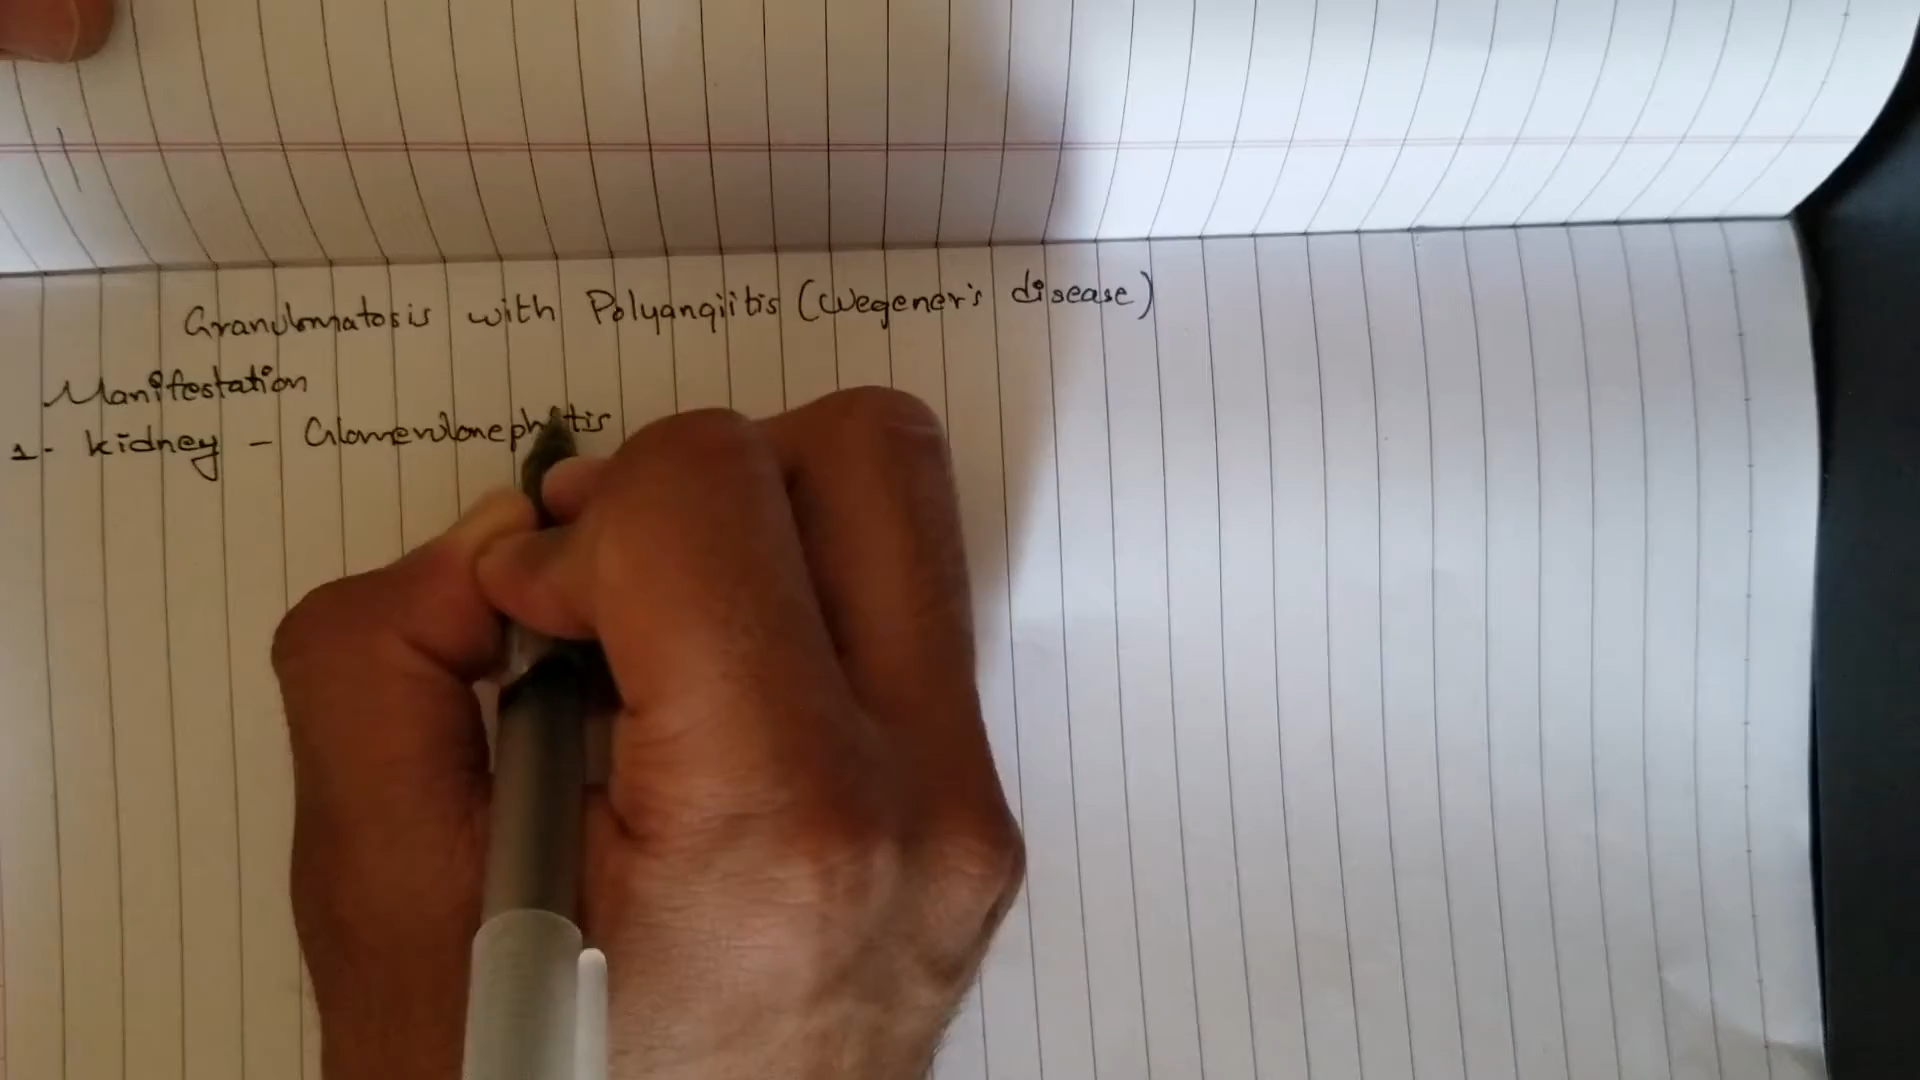 Granulomatosis with Polyangiitis (Wegener's disease)
Manifestation
1- Kidney - Glomerulonephritis